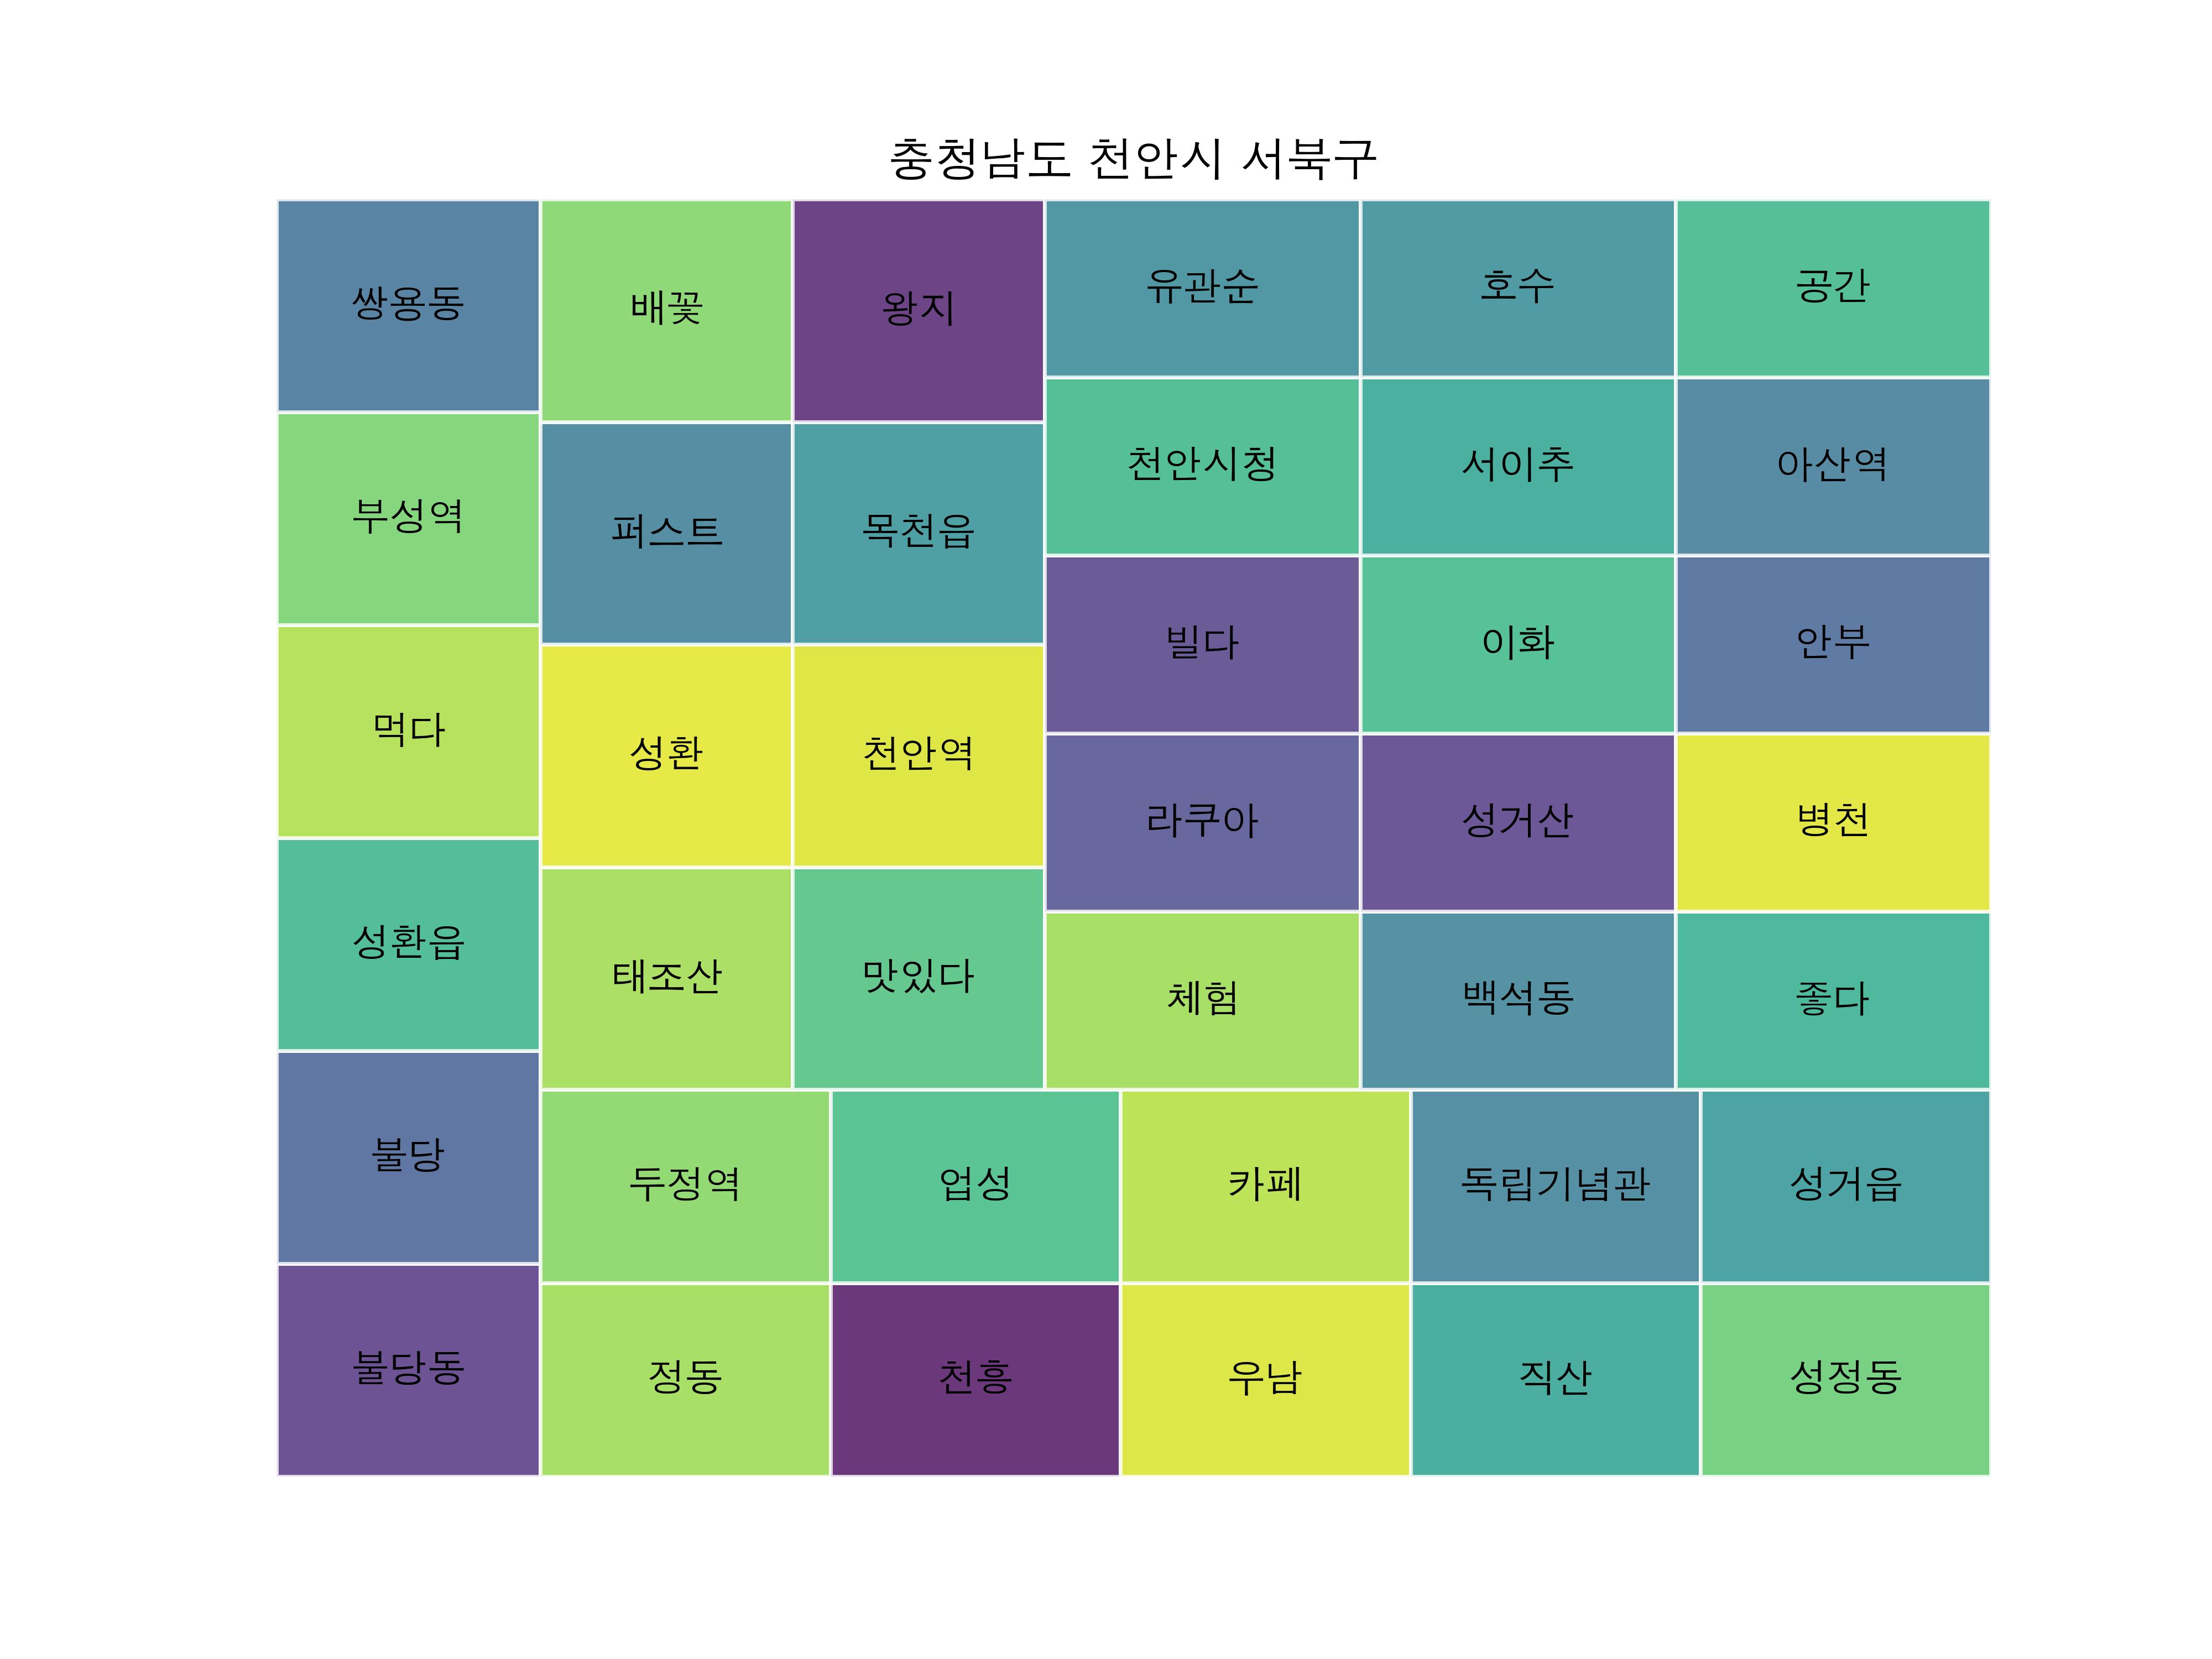 충청남도 천안시 서북구
쌍용동
부성역
먹다
성환읍
불당
불당동
배꽃
왕지
퍼스트
목천읍
성환
천안역
태조산
맛있다
유관순
호수
공간
천안시청
서이추
아산역
빌다
이화
안부
라쿠아
성거산
병천
체험
백석동
좋다
두정역
업성
카페
독립기념관
성거읍
정동
천흥
우남
직산
성정동